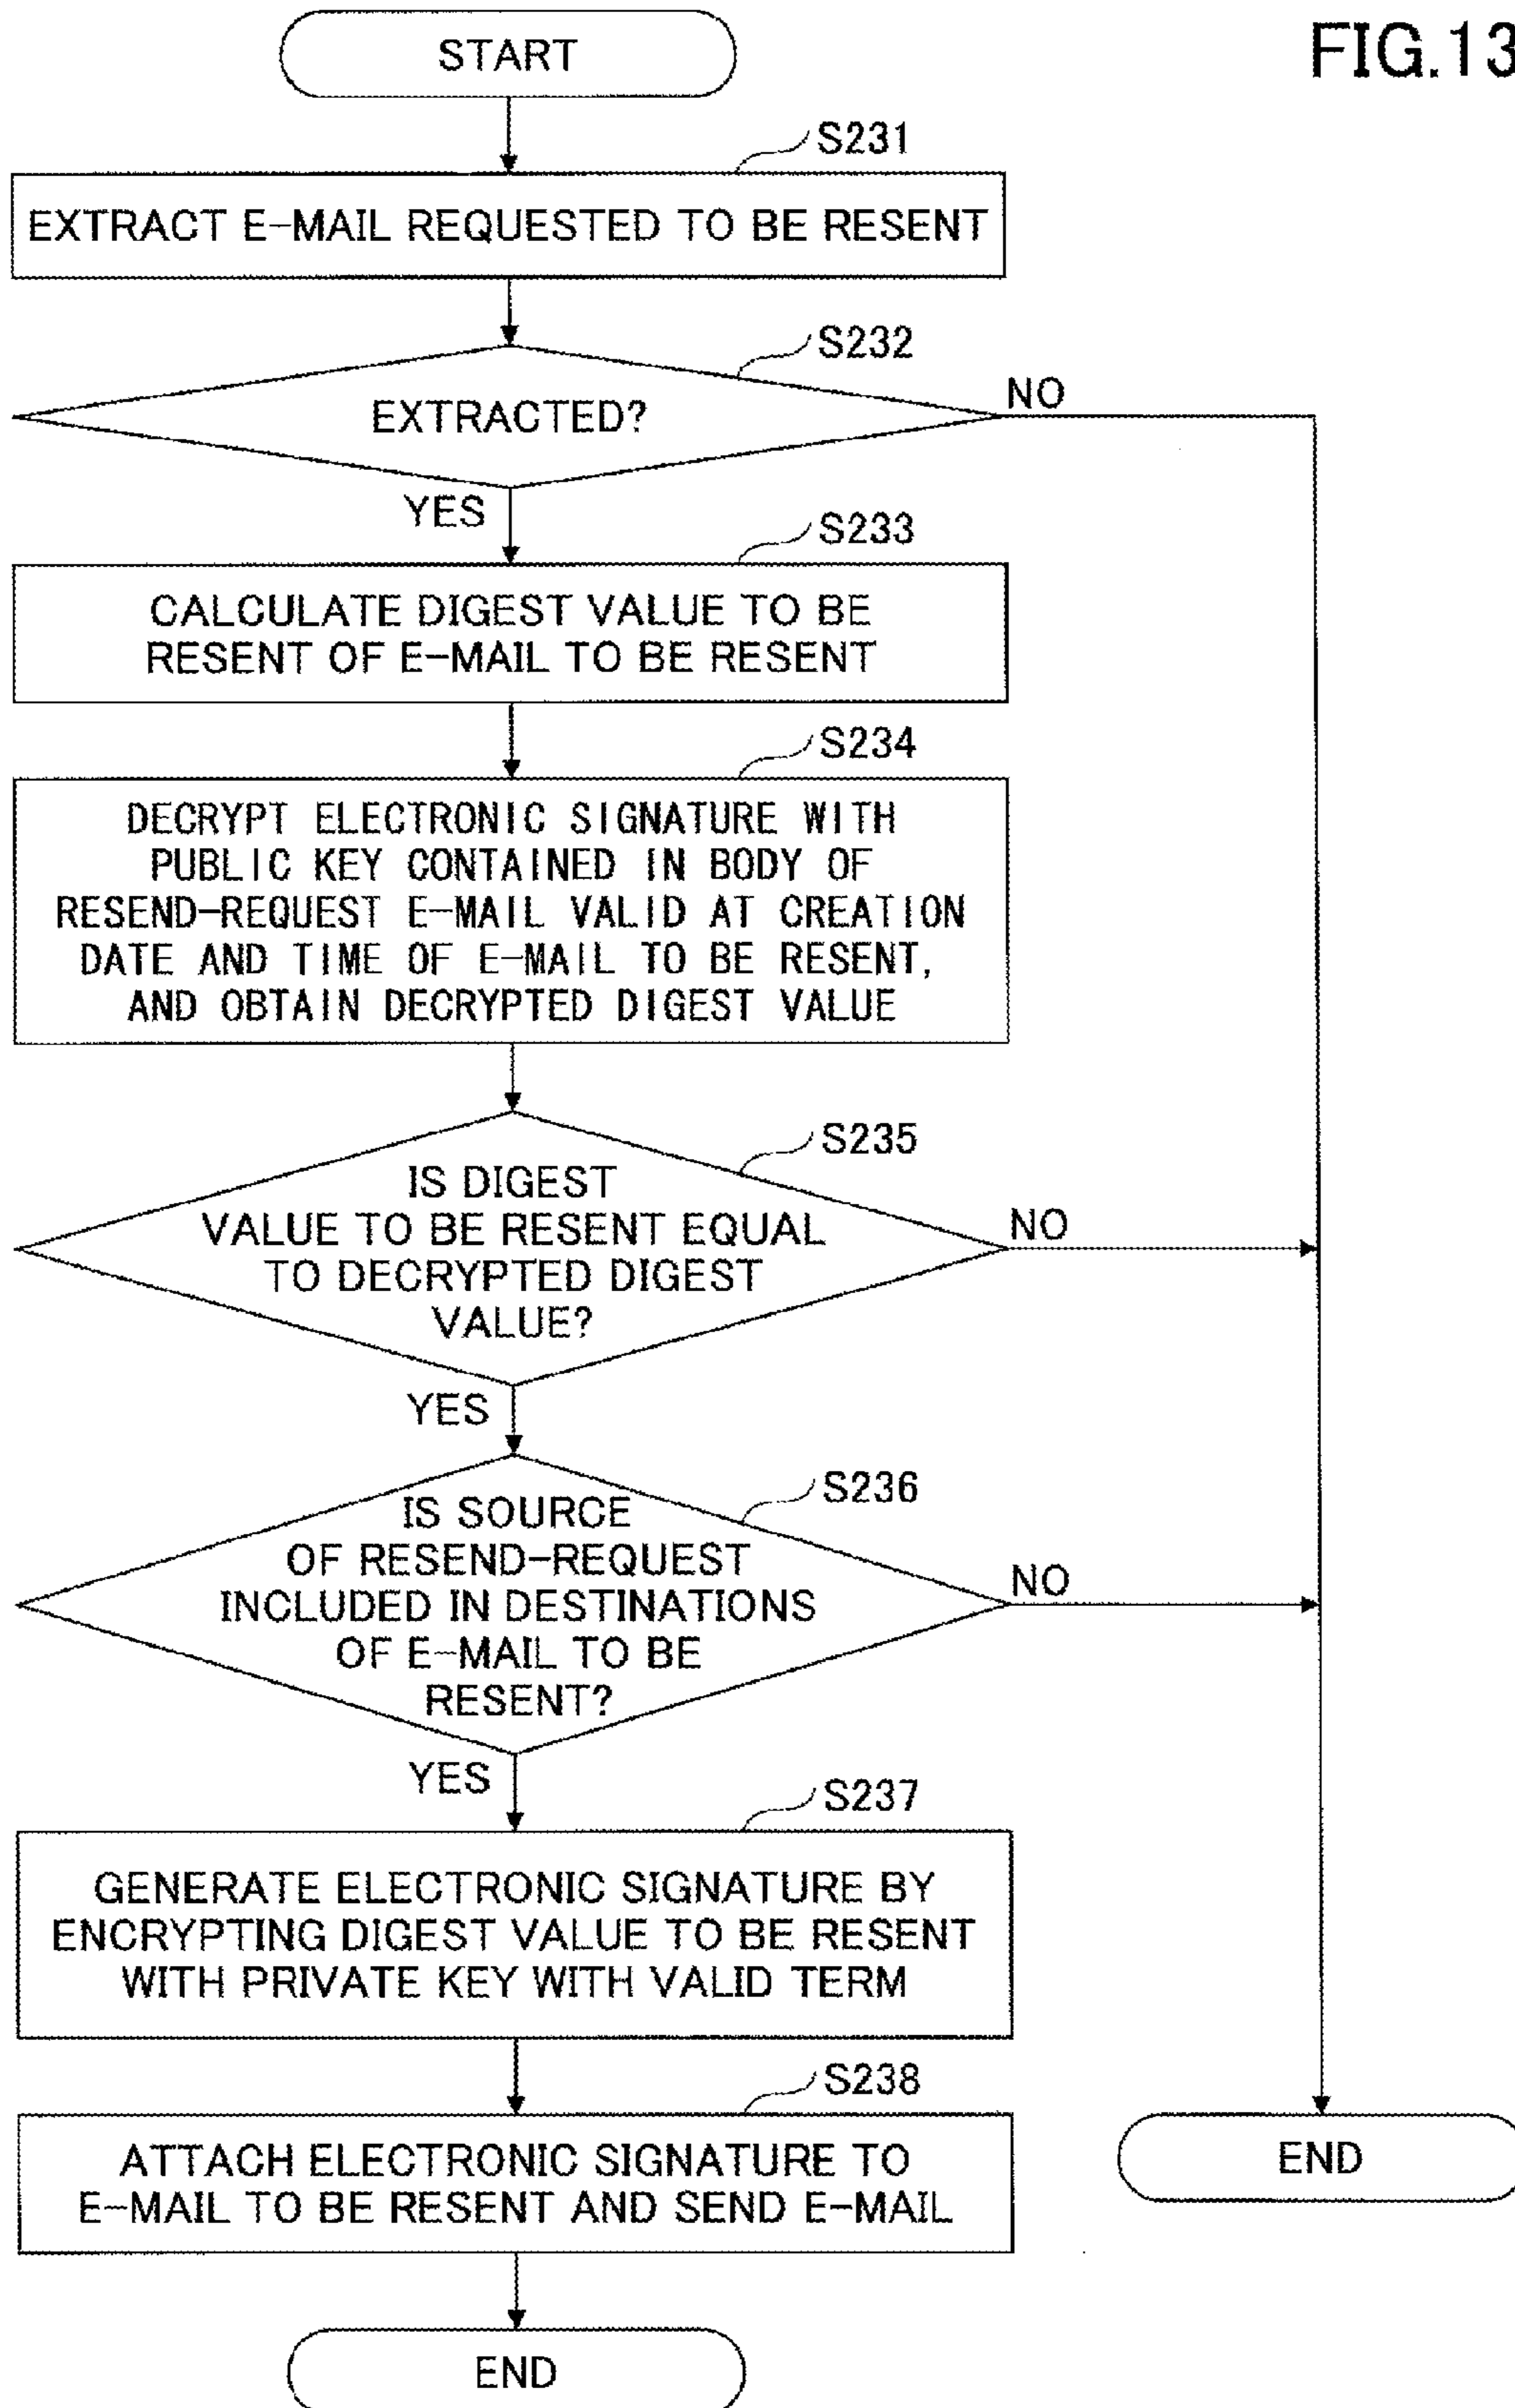 FIG.13
START
S231
EXTRACT E-MAIL REQUESTED TO BE RESENT
S232
EXTRACTED?
NO
YES
S233
CALCULATE DIGEST VALUE TO BE
RESENT OF E-MAIL TO BE RESENT
S234
DECRYPT ELECTRONIC SIGNATURE WITH
PUBLIC KEY CONTAINED IN BODY OF
RESEND-REQUEST E-MAIL VALID AT CREATION
DATE AND TIME OF E-MAIL TO BE RESENT,
AND OBTAIN DECRYPTED DIGEST VALUE
S235
IS DIGEST
VALUE TO BE RESENT EQUAL
TO DECRYPTED DIGEST
VALUE?
NO
YES
S236
IS SOURCE
OF RESEND-REQUEST
INCLUDED IN DESTINATIONS
OF E-MAIL TO BE
RESENT?
NO
YES
S237
GENERATE ELECTRONIC SIGNATURE BY
ENCRYPTING DIGEST VALUE TO BE RESENT
WITH PRIVATE KEY WITH VALID TERM
S238
ATTACH ELECTRONIC SIGNATURE TO
E-MAIL TO BE RESENT AND SEND E-MAIL
END
END